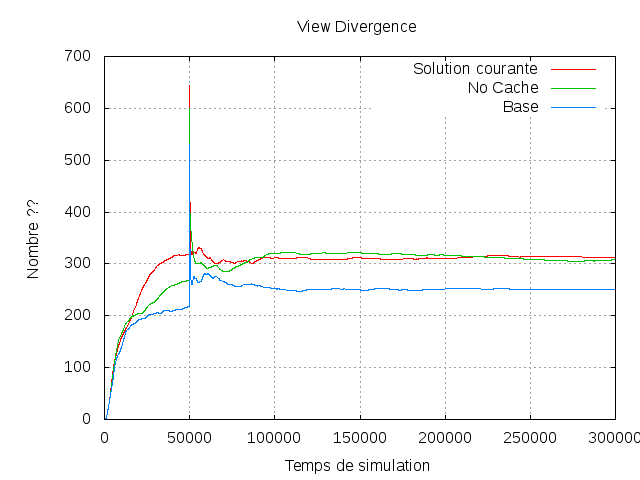 View Divergence
700
600
500
400
300
200
100
0
Nombre ??
Solution courante
No Cache
Base
0 50000 100000 150000 200000 250000 300000
Temps de simulation